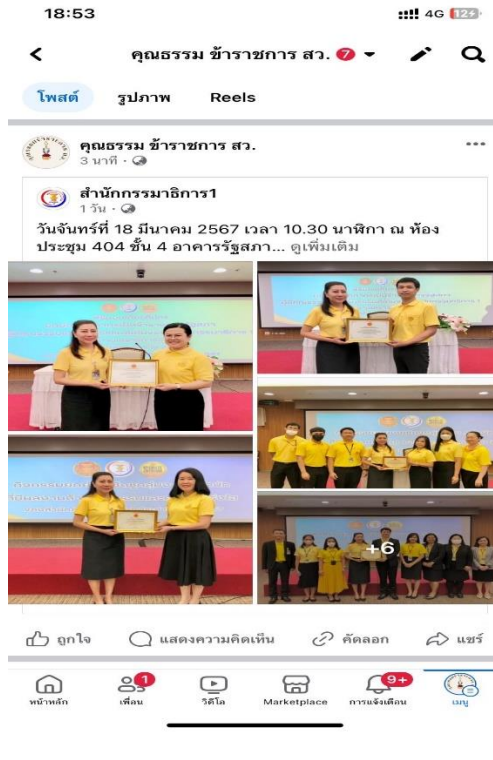 18:53
4G 12
คุณธรรม ข้าราชการ สว. 7
โพสต์ รูปภาพ Reels
คุณธรรม ข้าราชการ สว.
3 นาที ·
สำนักกรรมาธิการ1
1 วัน ·
วันจันทร์ที่ 18 มีนาคม 2567 เวลา 10.30 นาฬิกา ณ ห้อง
ประชุม 404 ชั้น 4 อาคารรัฐสภา... ดูเพิ่มเติม
+6
ถูกใจ แสดงความคิดเห็น คัดลอก แชร์
1 9+
หน้าหลัก เพื่อน วิดีโอ Marketplace การแจ้งเตือน เมนู